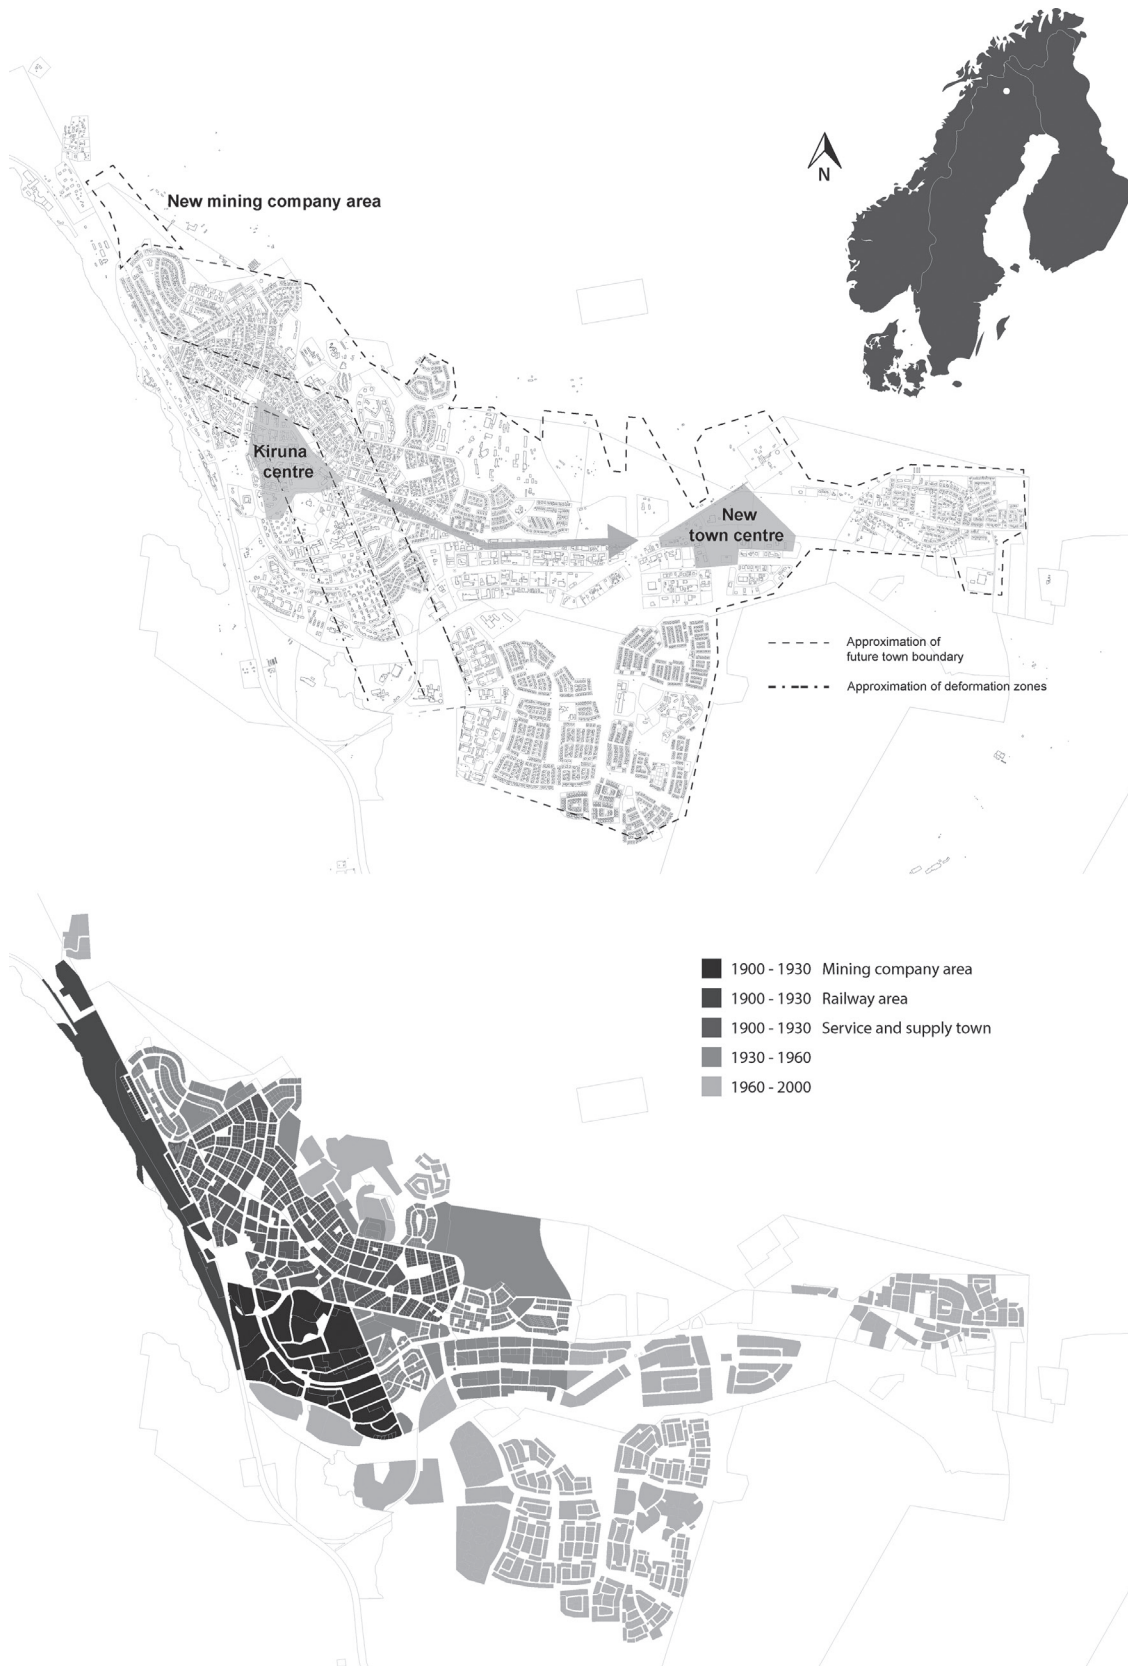 N
New mining company area
Kiruna
centre
New
town centre
Approximation of
future town boundary
Approximation of deformation zones
1900 - 1930 Mining company area
1900 - 1930 Railway area
1900 - 1930 Service and supply town
1930 - 1960
1960 - 2000